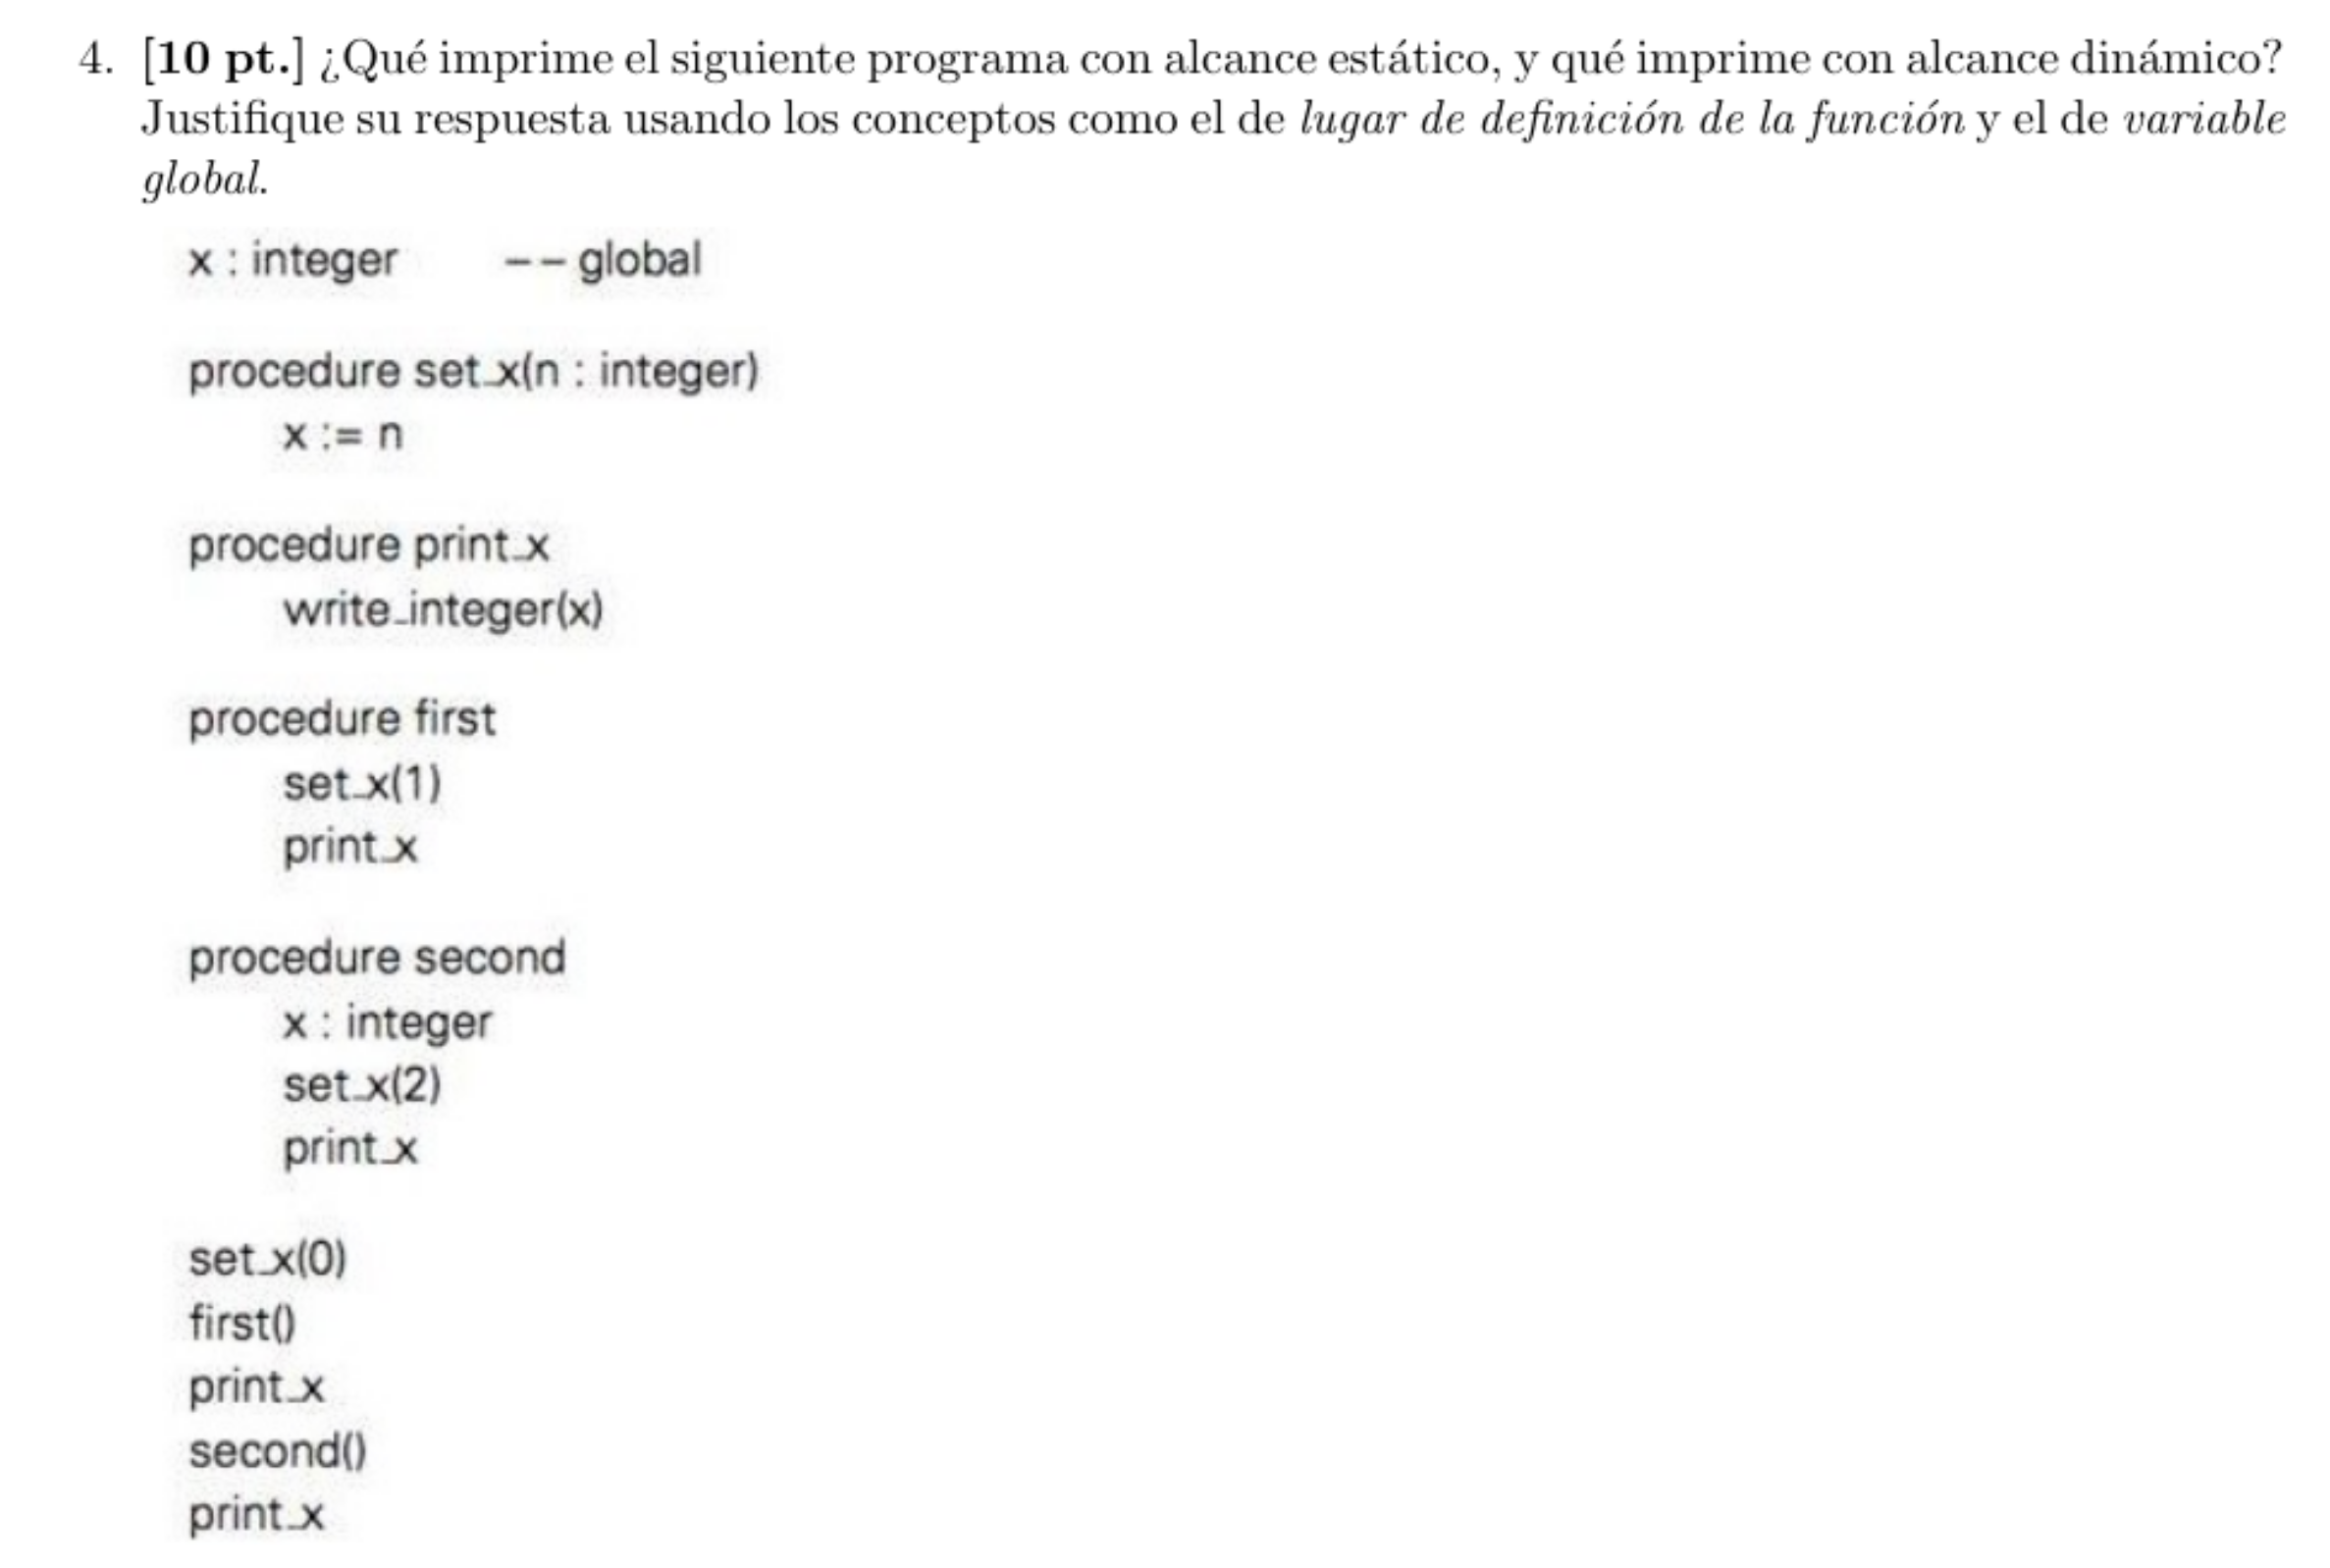 4. [10 pt.] ¿Qué imprime el siguiente programa con alcance estático, y qué imprime con alcance dinámico?
Justifique su respuesta usando los conceptos como el de lugar de definición de la función y el de variable
global.
x : integer -- global
procedure set_x(n : integer)
x := n
procedure print_x
write_integer(x)
procedure first
set_x(1)
print_x
procedure second
x : integer
set_x(2)
print_x
set_x(0)
first()
print_x
second()
print_x